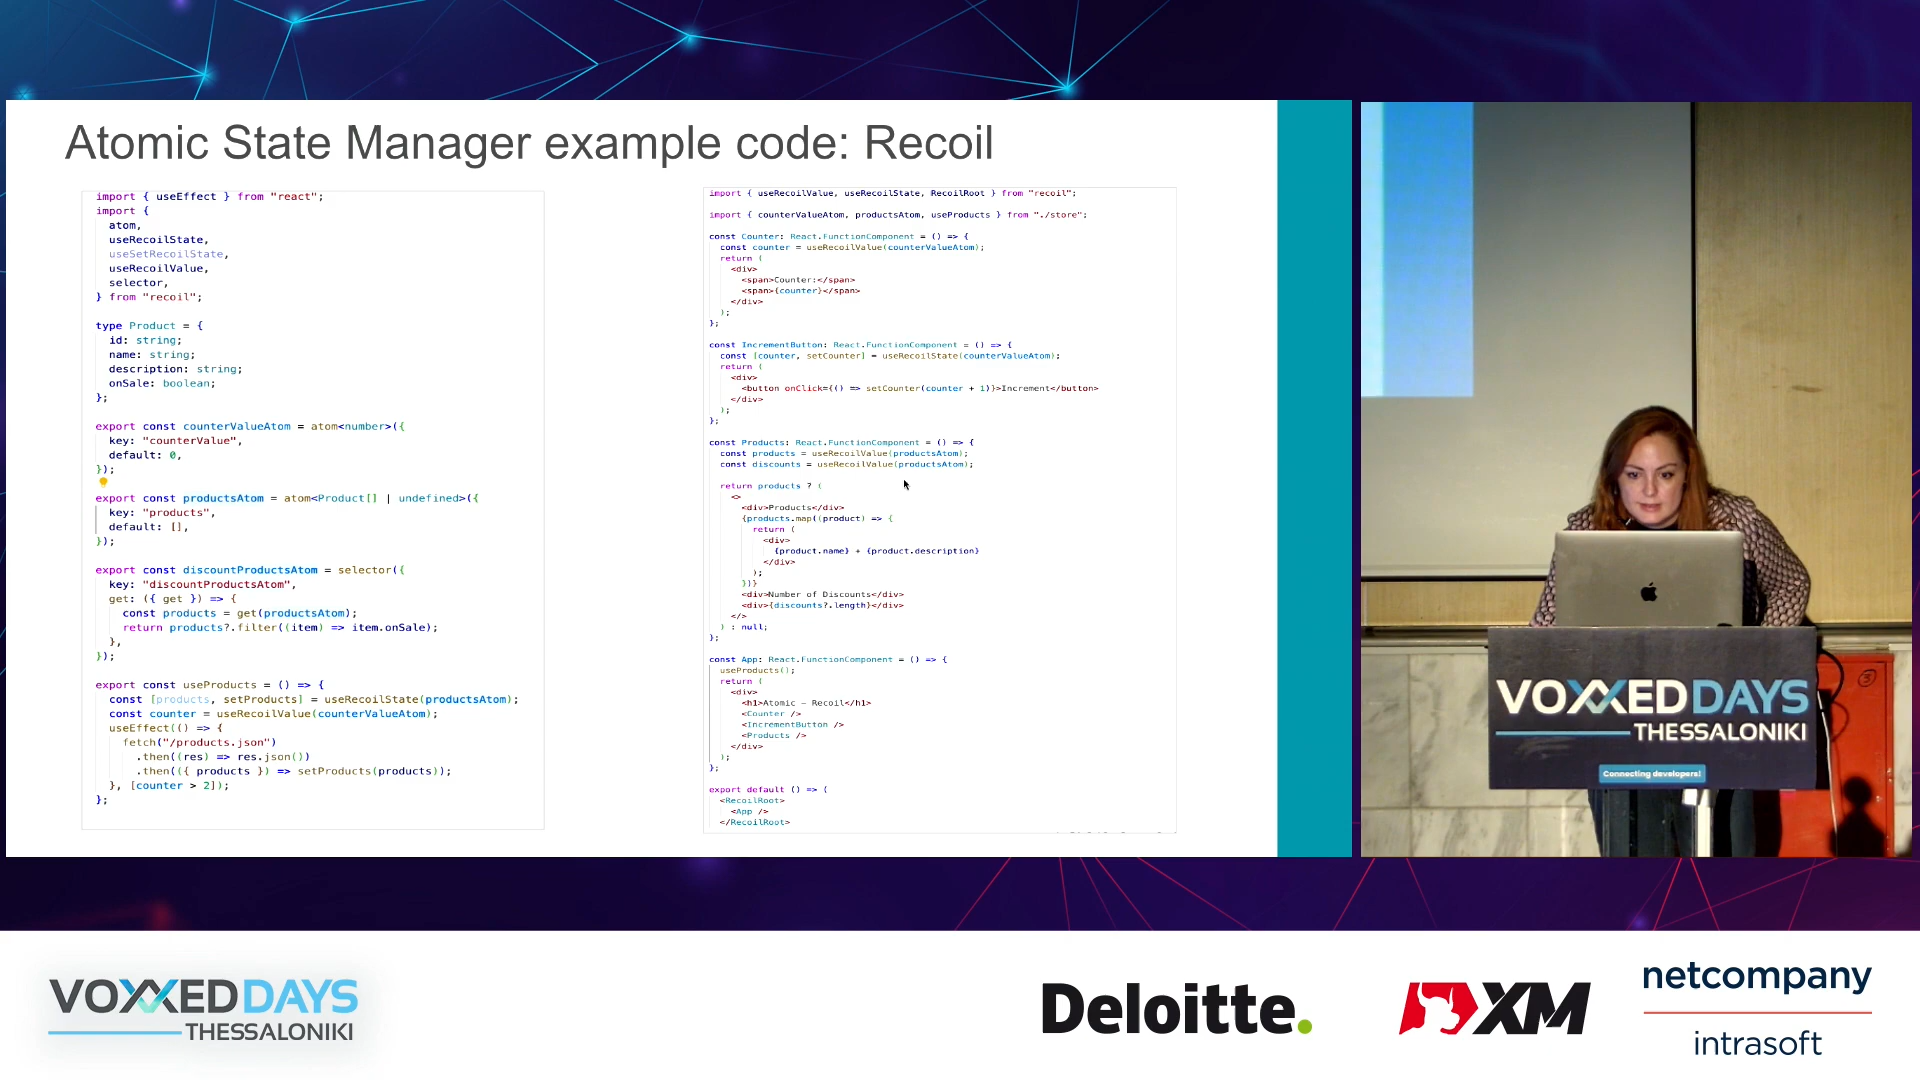 Atomic State Manager example code: Recoil
import { useEffect } from "react";
import {
atom,
useRecoilState,
useSetRecoilState,
useRecoilValue,
selector,
} from "recoil";
type Product = {
id: string;
name: string;
description: string;
onSale: boolean;
};
export const counterValueAtom = atom<number>({
key: "counterValue",
default: 0,
});
export const productsAtom = atom<Product[] | undefined>({
key: "products",
default: [],
});
export const discountProductsAtom = selector({
key: "discountProductsAtom",
get: ({ get }) => {
const products = get(productsAtom);
return products?.filter((item) => item.onSale);
},
});
export const useProducts = () => {
const [products, setProducts] = useRecoilState(productsAtom);
const counter = useRecoilValue(counterValueAtom);
useEffect(() => {
fetch("/products.json")
.then((res) => res.json())
.then(({ products }) => setProducts(products));
}, [counter > 2]);
};
import { useRecoilValue, useRecoilState, RecoilRoot } from "recoil";
import { counterValueAtom, productsAtom, useProducts } from "./store";
const Counter: React.FunctionComponent = () => {
const counter = useRecoilValue(counterValueAtom);
return (
<div>
<span>Counter:</span>
<span>{counter}</span>
</div>
);
};
const IncrementButton: React.FunctionComponent = () => {
const [counter, setCounter] = useRecoilState(counterValueAtom);
return (
<div>
<button onClick={() => setCounter(counter + 1)}>Increment</button>
</div>
);
};
const Products: React.FunctionComponent = () => {
const products = useRecoilValue(productsAtom);
const discounts = useRecoilValue(productsAtom);
return products ? (
<>
<div>Products</div>
{products.map((product) => {
return (
<div>
{product.name} + {product.description}
</div>
);
})}
<div>Number of Discounts</div>
<div>{discounts?.length}</div>
</>
) : null;
};
const App: React.FunctionComponent = () => {
useProducts();
return (
<div>
<h1>Atomic – Recoil</h1>
<Counter />
<IncrementButton />
<Products />
</div>
);
};
export default () => (
<RecoilRoot>
<App />
</RecoilRoot>
VOXXED DAYS
THESSALONIKI
Connecting developers!
VOXXED DAYS
THESSALONIKI
Deloitte.
XM
netcompany
intrasoft